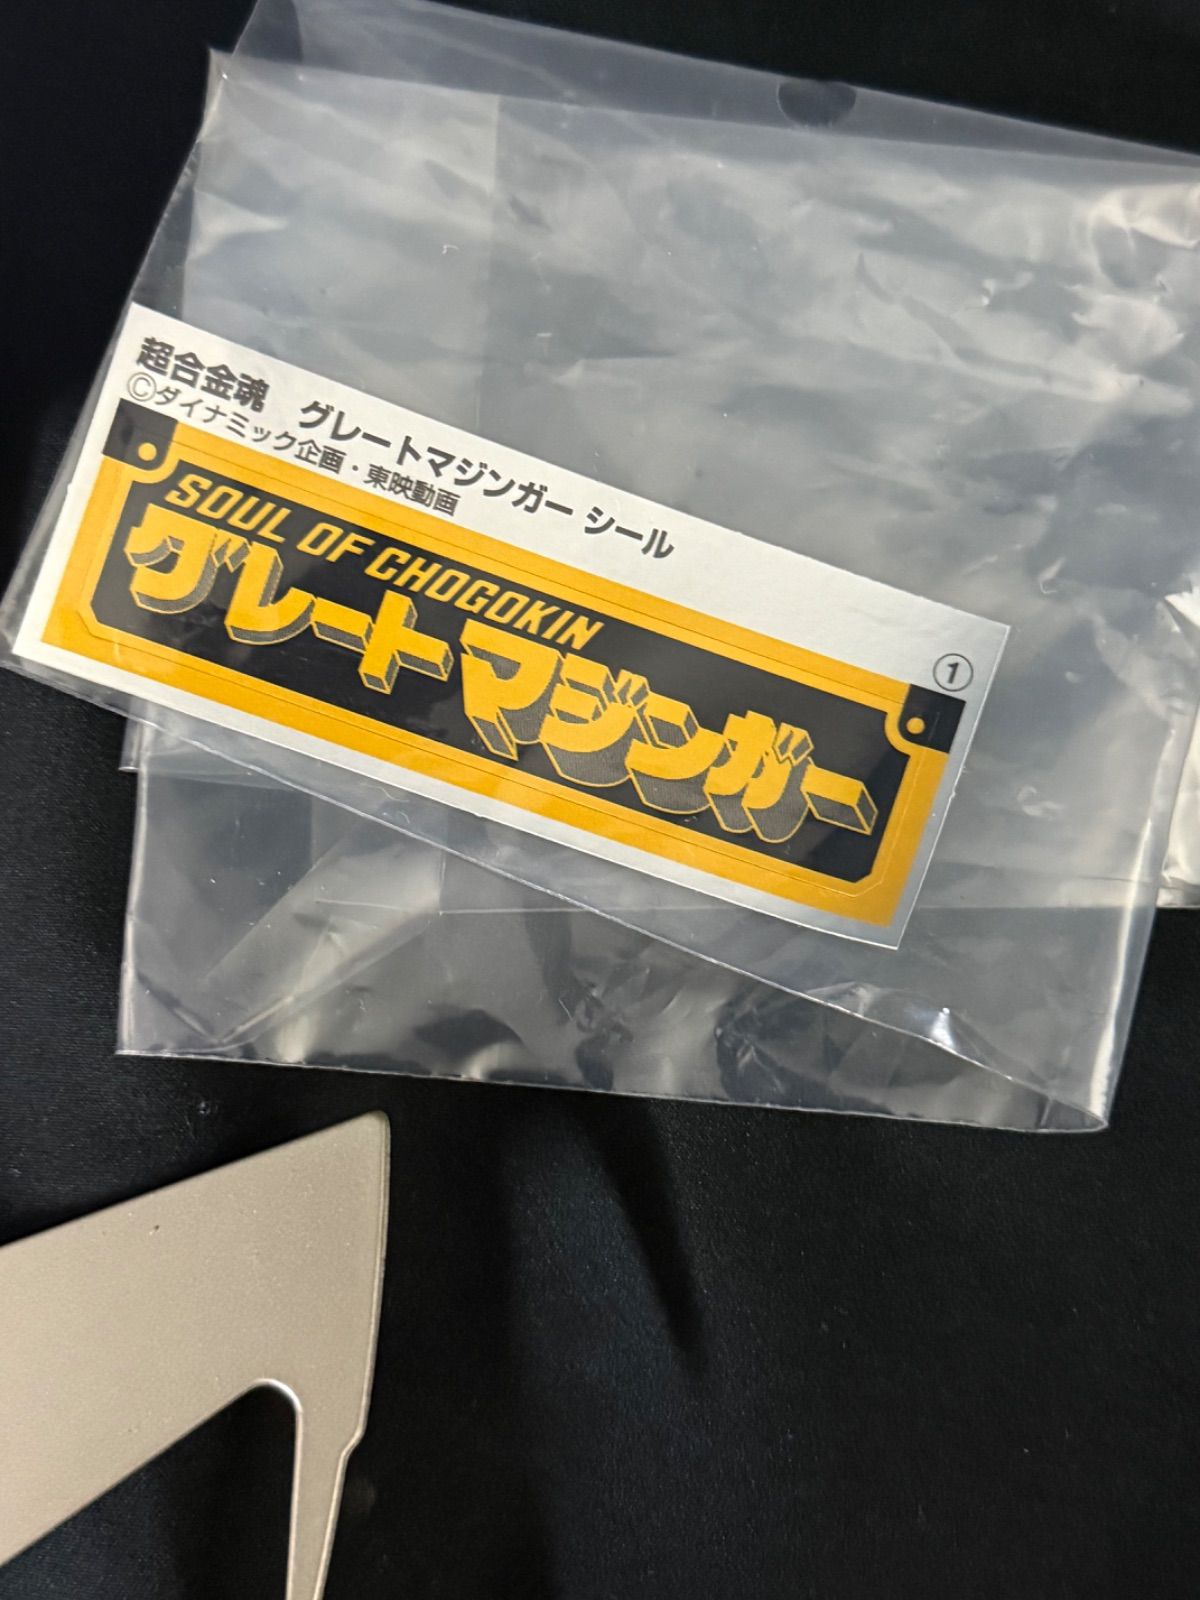 超合金魂　グレートマジンガー シール
©ダイナミック企画・東映動画
①
SOUL OF CHOGOKIN
グレートマジンガー